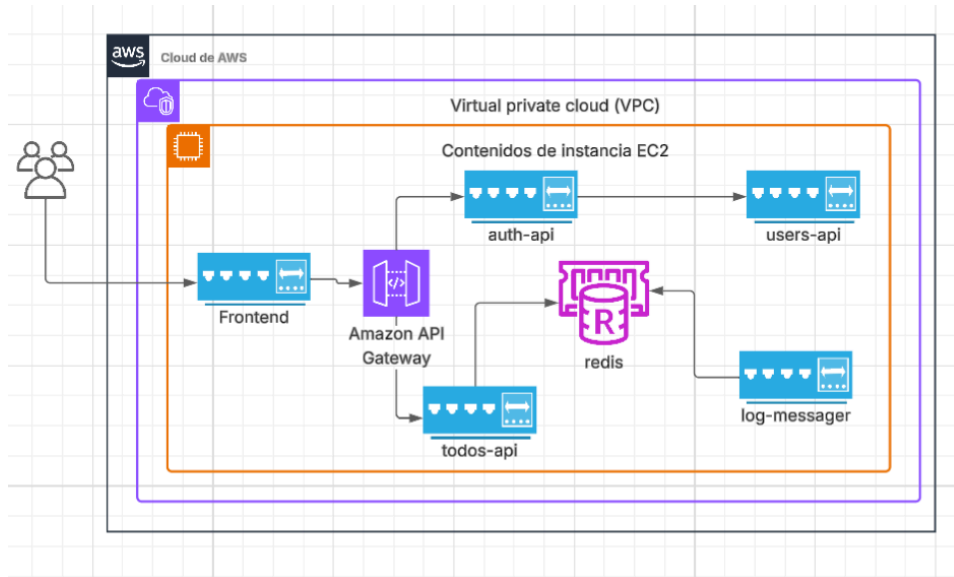 aws
Cloud de AWS
Virtual private cloud (VPC)
Contenidos de instancia EC2
auth-api
users-api
Frontend
Amazon API
Gateway
</>
R
redis
log-messager
todos-api